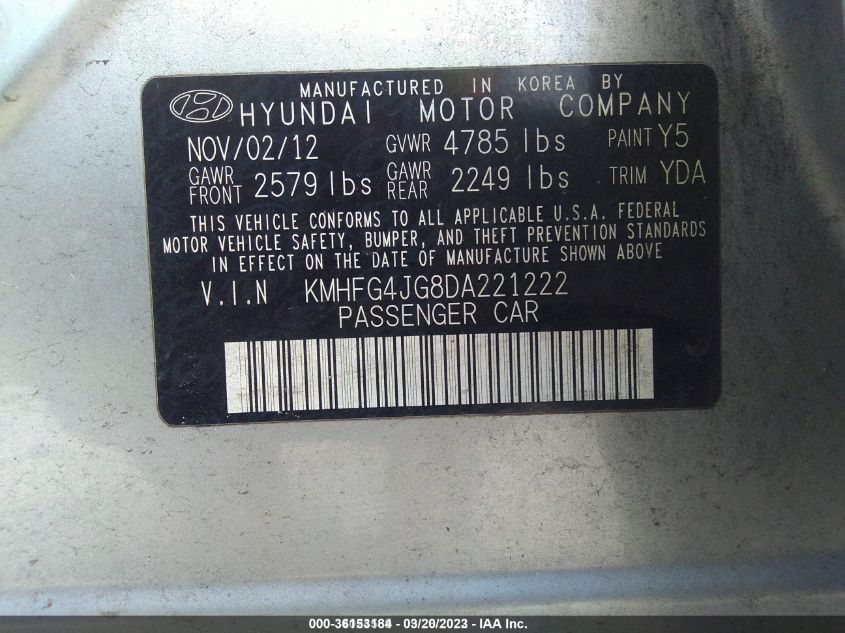 MANUFACTURED IN KOREA BY
HYUNDAI MOTOR COMPANY
NOV/02/12 GVWR 4785 lbs PAINT Y5
GAWR FRONT 2579 lbs GAWR REAR 2249 lbs TRIM YDA
THIS VEHICLE CONFORMS TO ALL APPLICABLE U.S.A. FEDERAL
MOTOR VEHICLE SAFETY, BUMPER, AND THEFT PREVENTION STANDARDS
IN EFFECT ON THE DATE OF MANUFACTURE SHOWN ABOVE
V.I.N KMHFG4JG8DA221222
PASSENGER CAR
000-36153184 - 03/20/2023 - IAA Inc.